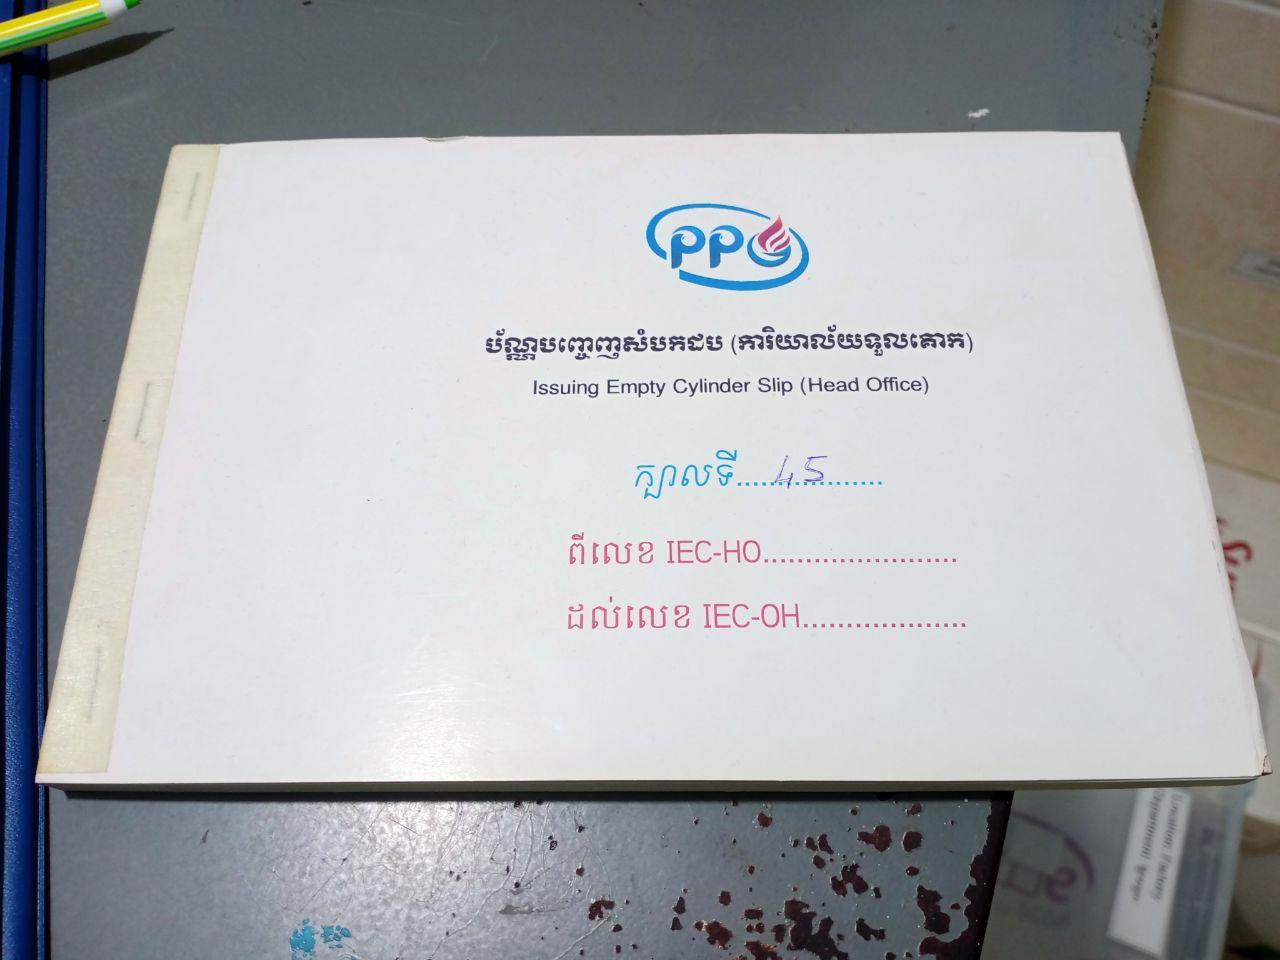 PPG
ប័ណ្ណបញ្ចេញសំបកដប (ការិយាល័យទួលគោក)
Issuing Empty Cylinder Slip (Head Office)
ក្បាលទី....45....
ពីលេខ IEC-HO.......................
ដល់លេខ IEC-OH...................